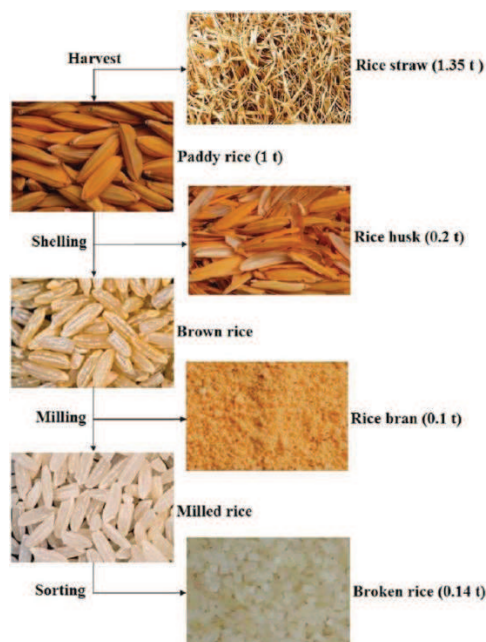 Harvest
Rice straw (1.35 t )
Paddy rice (1 t)
Shelling
Rice husk (0.2 t)
Brown rice
Milling
Rice bran (0.1 t)
Milled rice
Sorting
Broken rice (0.14 t)